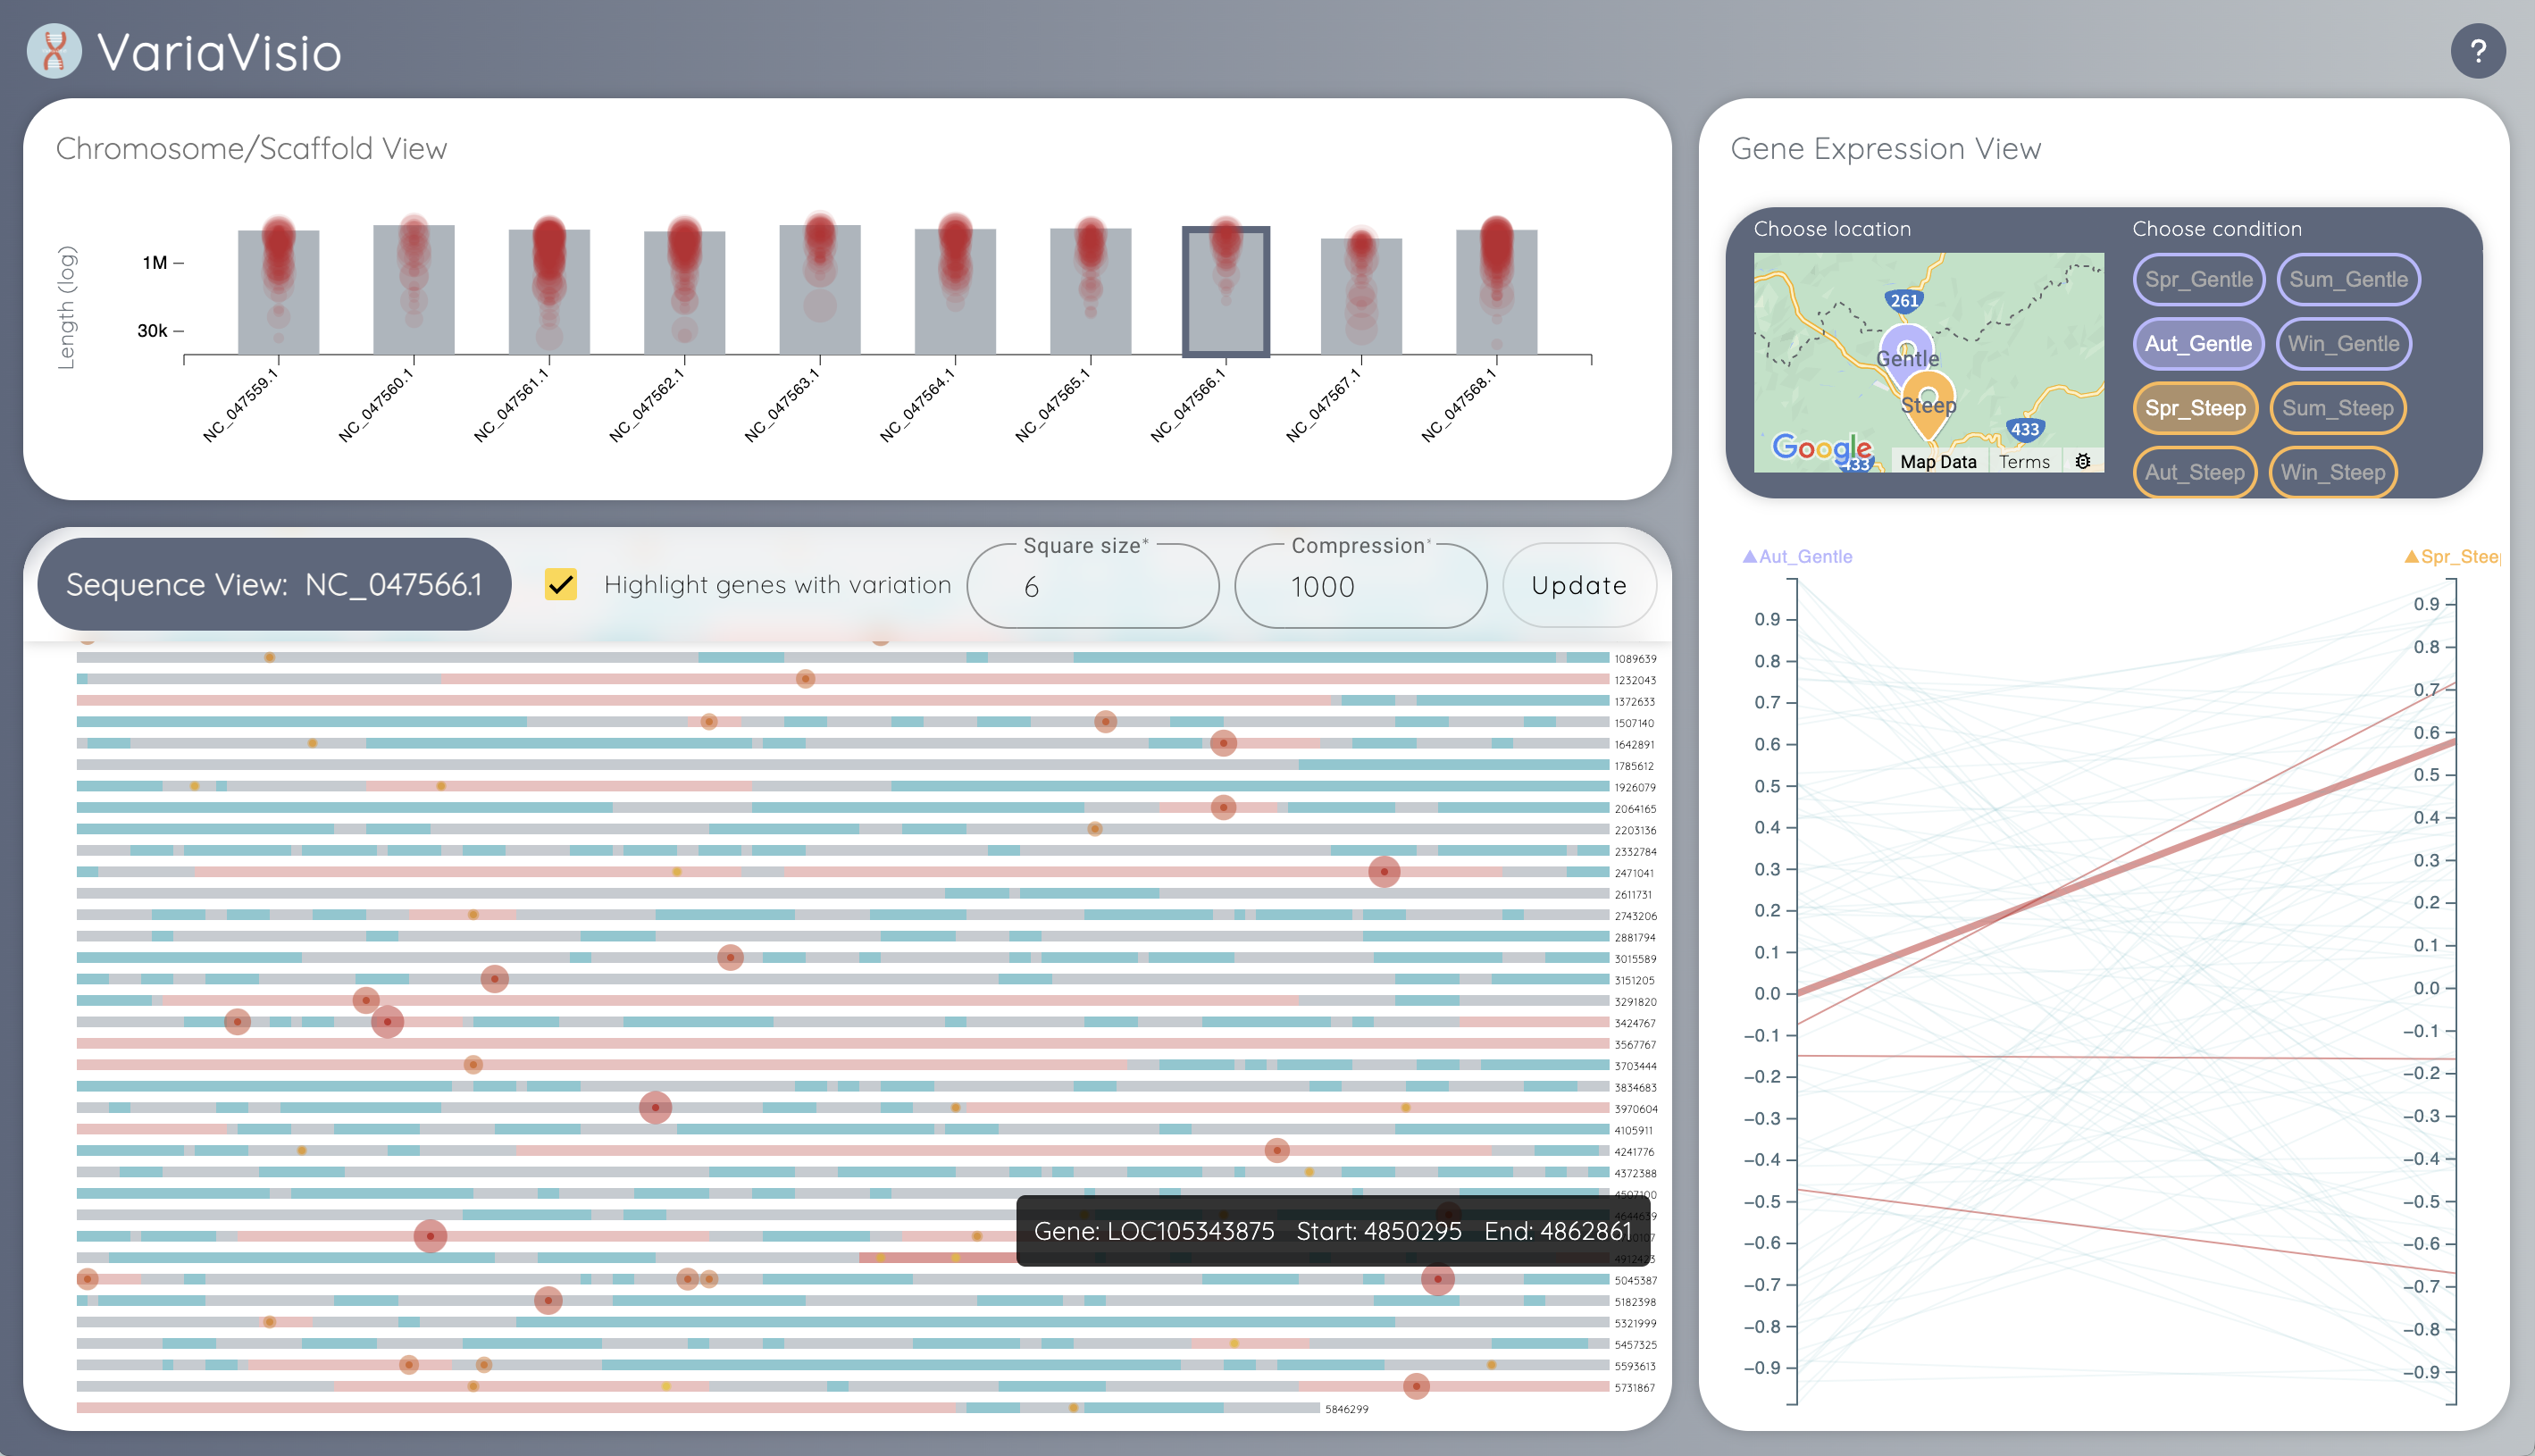 VariaVisio
?
Chromosome/Scaffold View
Length (log)
1M
30k
NC_047559.1
NC_047560.1
NC_047561.1
NC_047562.1
NC_047563.1
NC_047564.1
NC_047565.1
NC_047566.1
NC_047567.1
NC_047568.1
Sequence View: NC_047566.1
Highlight genes with variation
Square size*
6
Compression*
1000
Update
1089639
1232043
1372633
1507140
1642891
1785612
1926079
2064165
2203136
2332784
2471041
2611731
2743206
2881794
3015589
3151205
3291820
3424767
3567767
3703444
3834683
3970604
4105911
4241776
4372388
4507100
4644639
Gene: LOC105343875 Start: 4850295 End: 4862861
4912423
5045387
5182398
5321999
5457325
5593613
5731867
5846299
Gene Expression View
Choose location
261
Gentle
Steep
433
433
Google
Map Data
Terms
Choose condition
Spr_Gentle
Sum_Gentle
Aut_Gentle
Win_Gentle
Spr_Steep
Sum_Steep
Aut_Steep
Win_Steep
▲Aut_Gentle
0.9
0.8
0.7
0.6
0.5
0.4
0.3
0.2
0.1
0.0
−0.1
−0.2
−0.3
−0.4
−0.5
−0.6
−0.7
−0.8
−0.9
▲Spr_Steep
0.9
0.8
0.7
0.6
0.5
0.4
0.3
0.2
0.1
0.0
−0.1
−0.2
−0.3
−0.4
−0.5
−0.6
−0.7
−0.8
−0.9